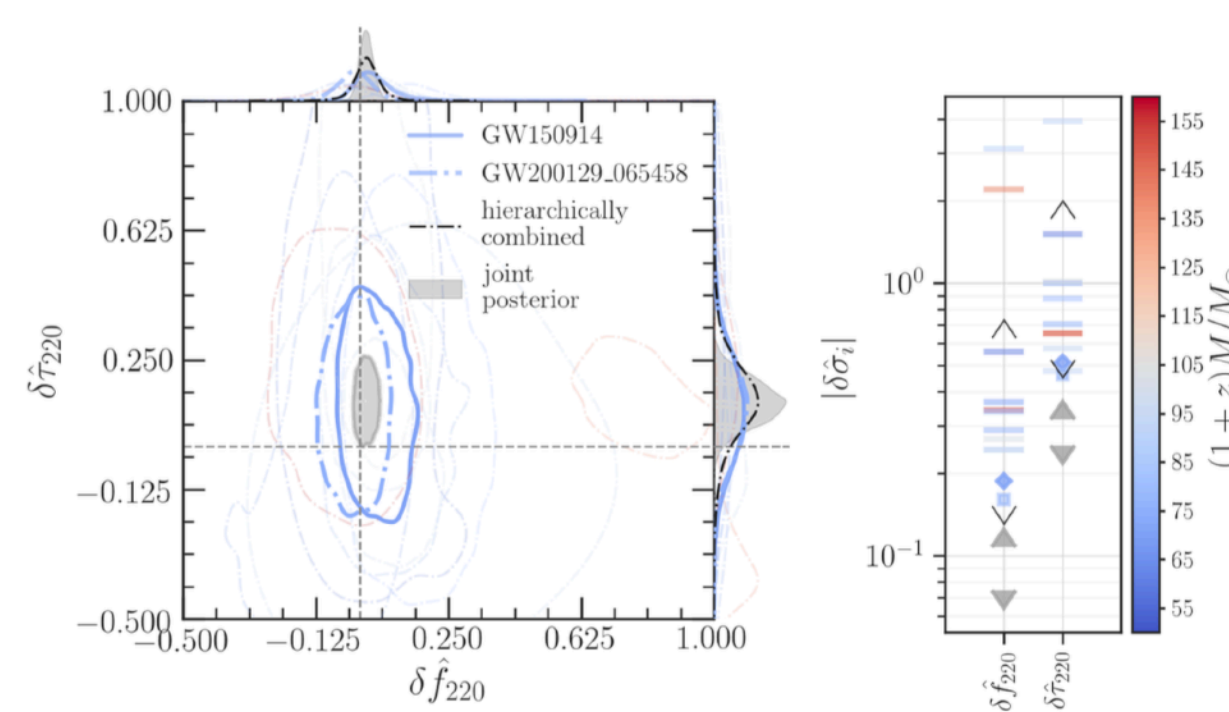 1.000
0.625
0.250
−0.125
−0.500
δτ̂₂₂₀
GW150914
GW200129_065458
hierarchically
combined
joint
posterior
−0.500 −0.125 0.250 0.625 1.000
δf̂₂₂₀
|δσ̂ᵢ|
10⁰
10⁻¹
δf̂₂₂₀ δτ̂₂₂₀
155
145
135
125
115
105
95
85
75
65
55
(1 + z)M/M